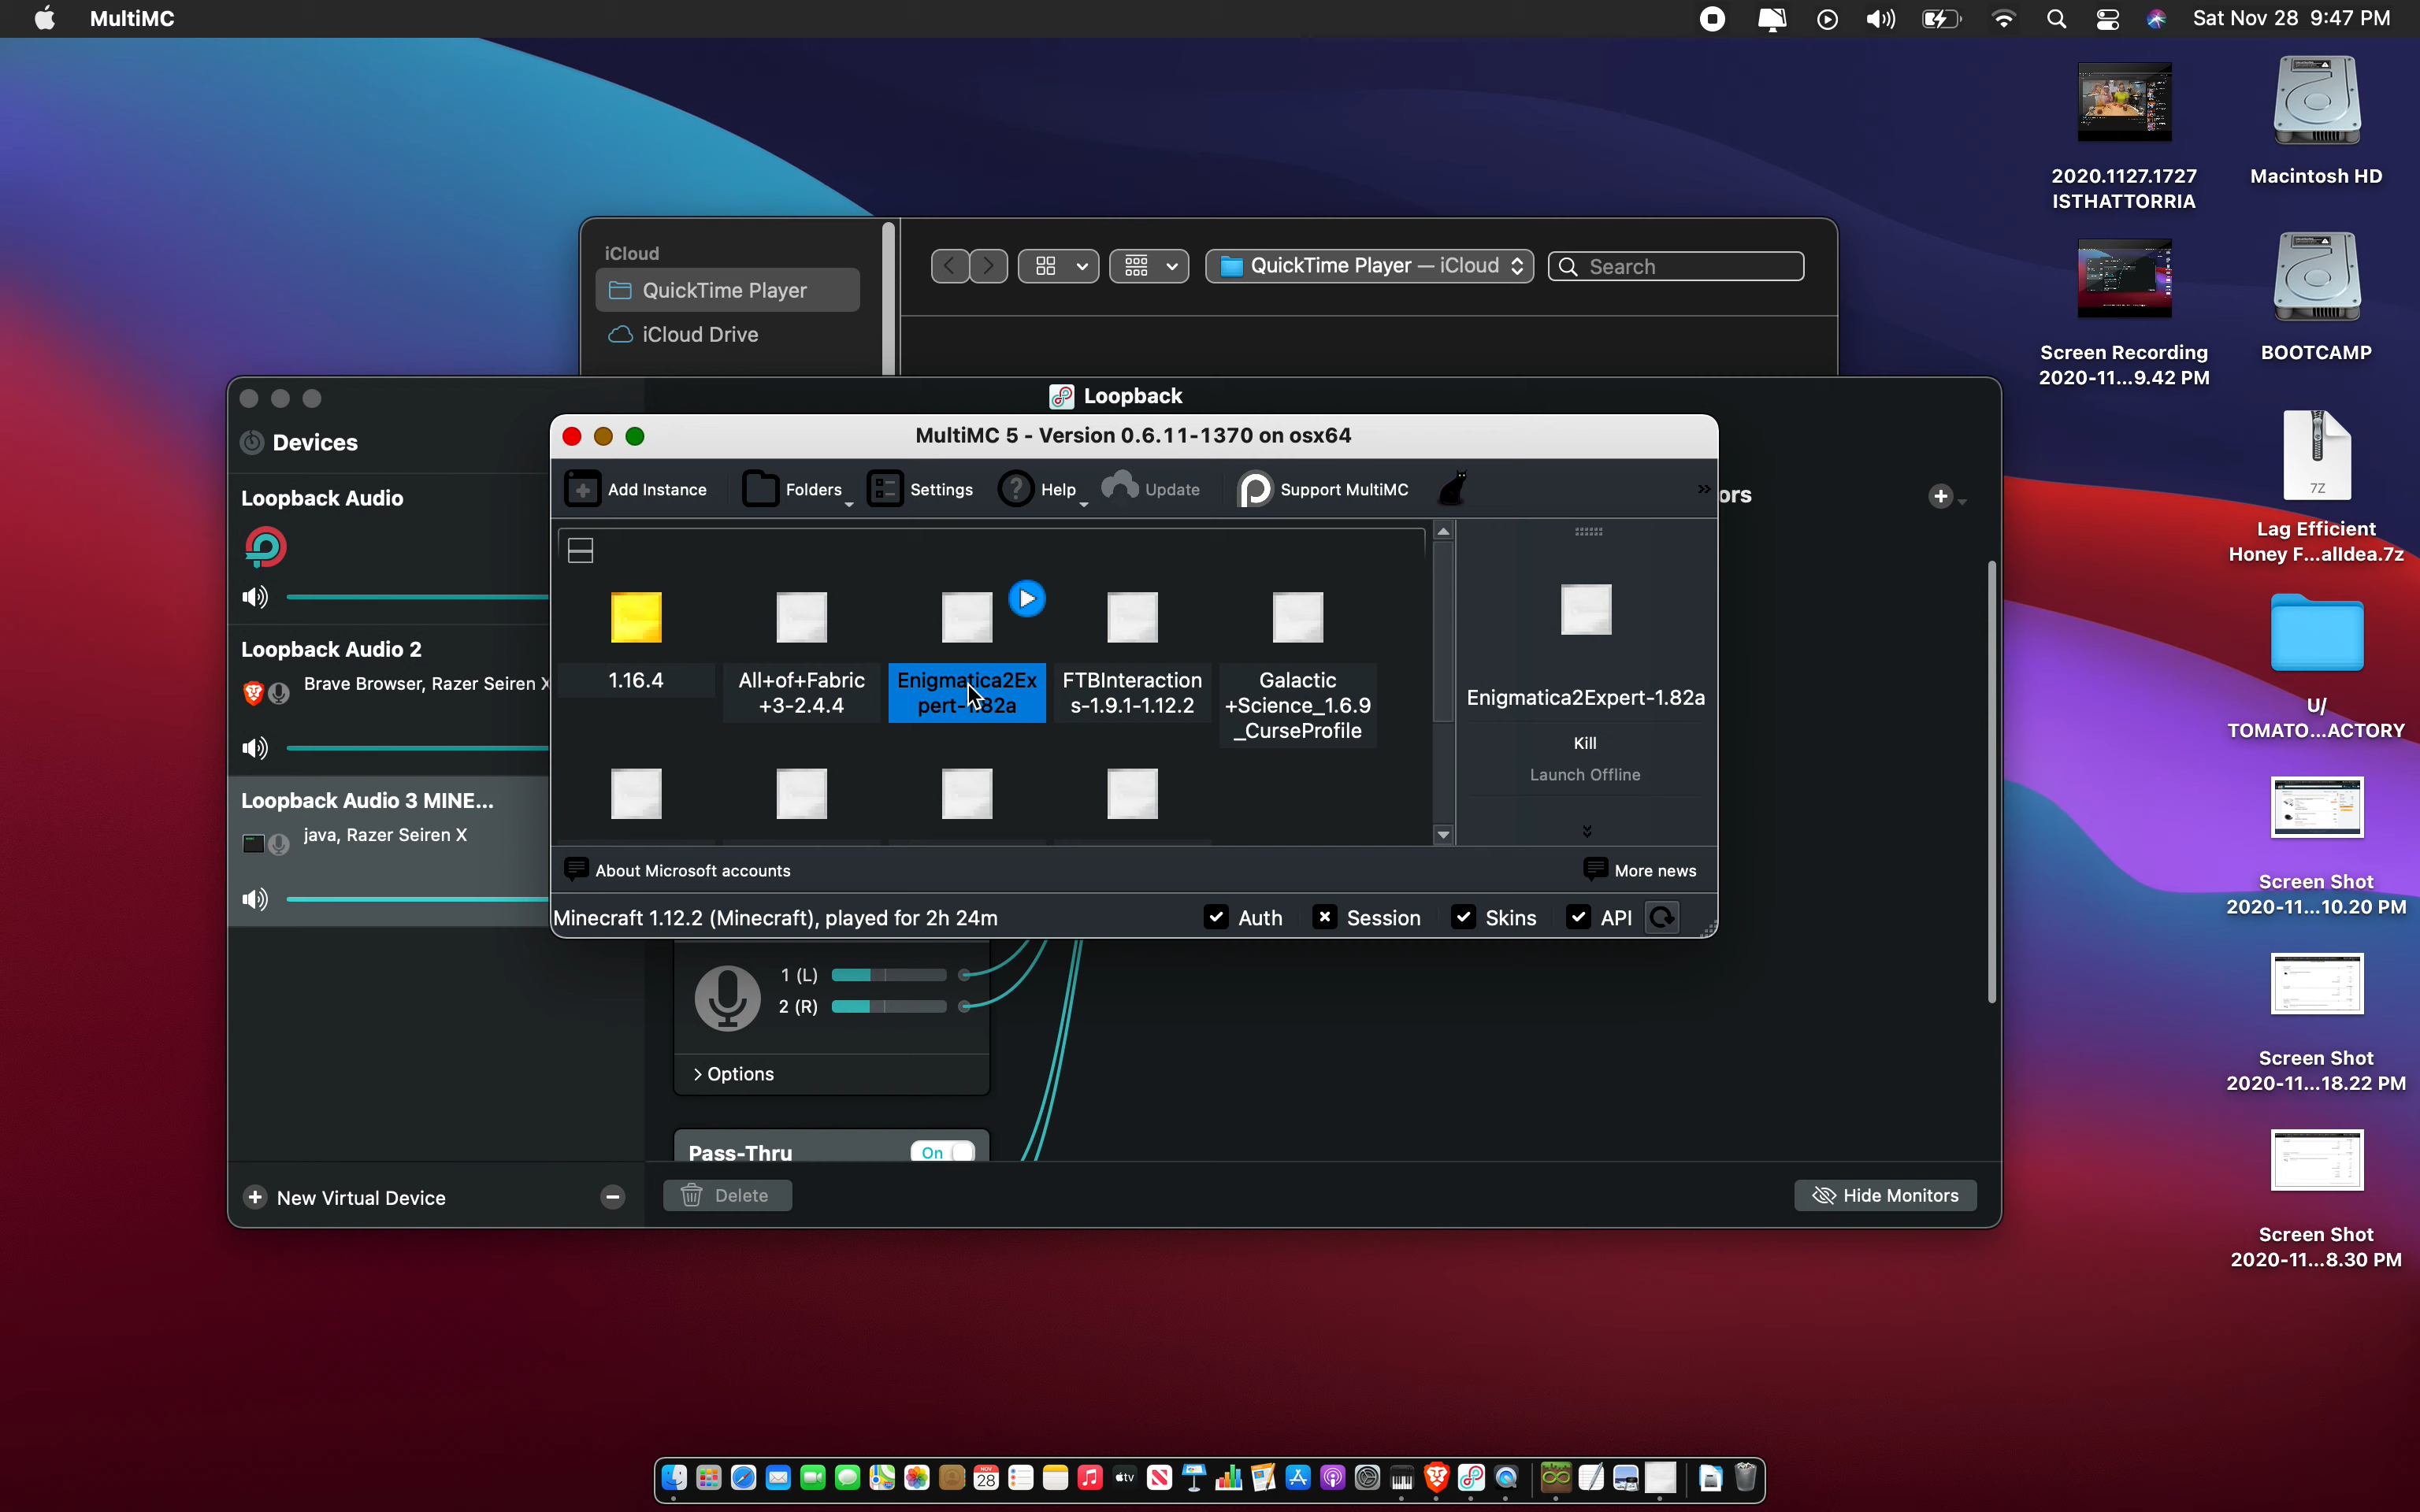 MultiMC
Sat Nov 28 9:47 PM
2020.1127.1727
ISTHATTORRIA
Macintosh HD
Screen Recording
2020-11...9.42 PM
BOOTCAMP
7Z
Lag Efficient
Honey F...alldea.7z
U/
TOMATO...ACTORY
Screen Shot
2020-11...10.20 PM
Screen Shot
2020-11...18.22 PM
Screen Shot
2020-11...8.30 PM
iCloud
QuickTime Player
iCloud Drive
QuickTime Player — iCloud
Search
Loopback
Devices
Loopback Audio
Loopback Audio 2
Brave Browser, Razer Seiren X
Loopback Audio 3 MINE...
java, Razer Seiren X
New Virtual Device
ors
MultiMC 5 - Version 0.6.11-1370 on osx64
Add Instance
Folders
Settings
Help
Update
Support MultiMC
1.16.4
All+of+Fabric
+3-2.4.4
Enigmatica2Ex
pert-1.82a
FTBInteraction
s-1.9.1-1.12.2
Galactic
+Science_1.6.9
_CurseProfile
Enigmatica2Expert-1.82a
Kill
Launch Offline
About Microsoft accounts
More news
Minecraft 1.12.2 (Minecraft), played for 2h 24m
Auth
Session
Skins
API
1 (L)
2 (R)
Options
Pass-Thru
On
Delete
Hide Monitors
NOV
28
tv